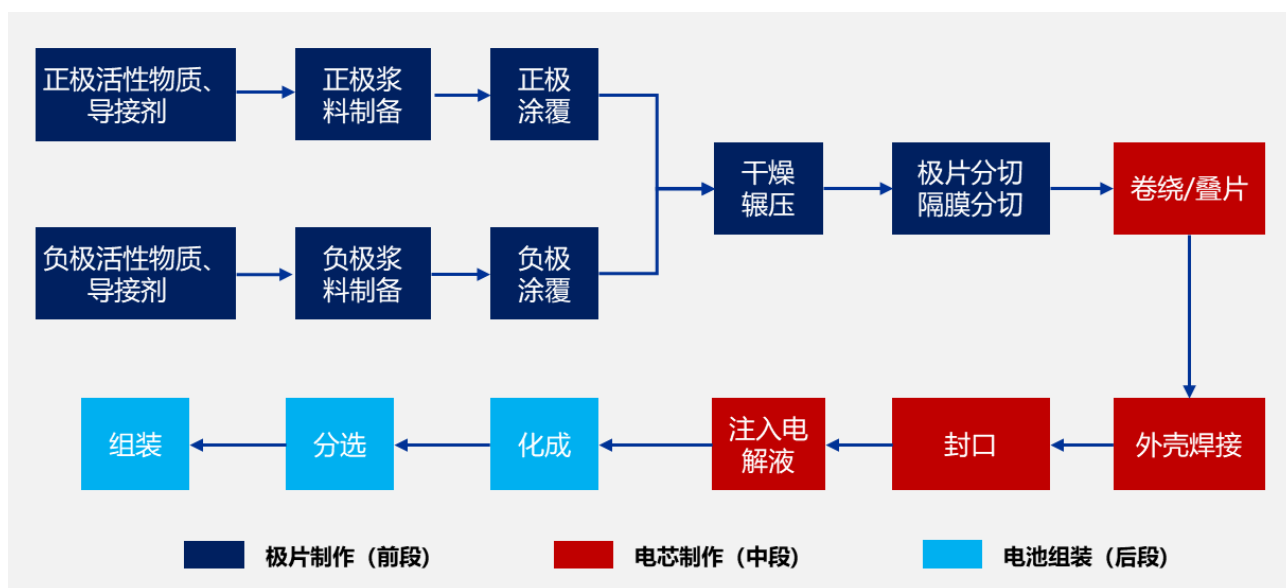 正极活性物质、
导接剂
正极浆
料制备
正极
涂覆
负极活性物质、
导接剂
负极浆
料制备
负极
涂覆
干燥
辗压
极片分切
隔膜分切
卷绕/叠片
外壳焊接
封口
注入电
解液
化成
分选
组装
极片制作（前段）
电芯制作（中段）
电池组装（后段）